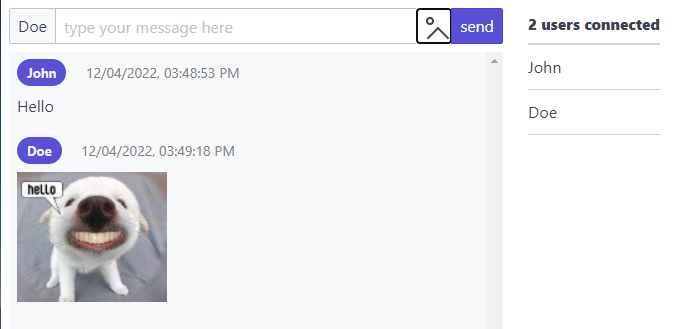 Doe type your message here send
John 12/04/2022, 03:48:53 PM
Hello
Doe 12/04/2022, 03:49:18 PM
hello
2 users connected
John
Doe